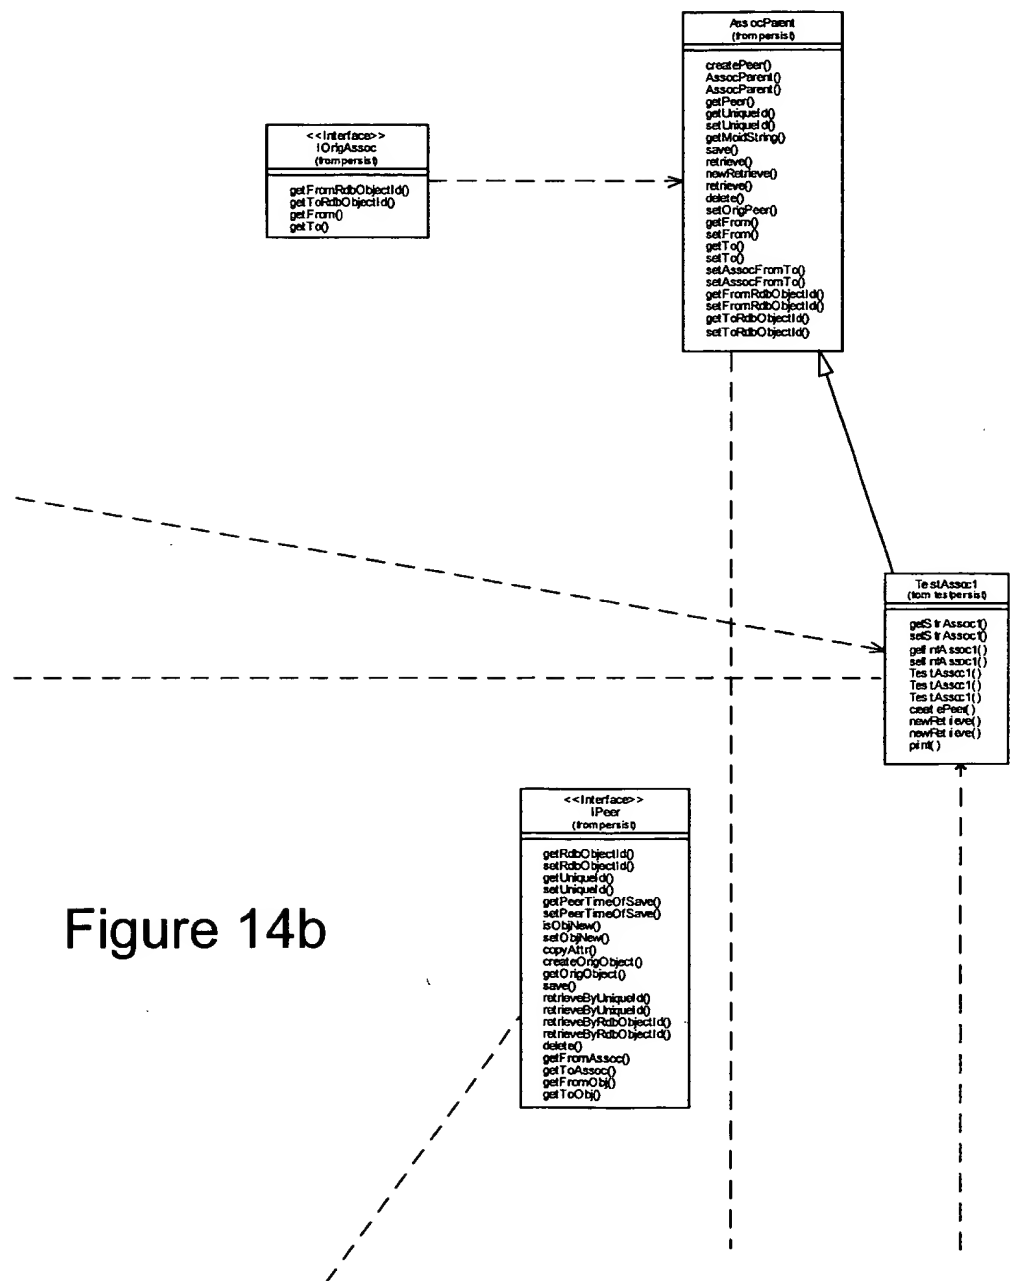 AssocParent
(from persist)
createPeer()
AssocParent()
AssocParent()
getPeer()
getUniqueId()
setUniqueId()
getMoidString()
save()
retrieve()
newRetrieve()
retrieve()
delete()
setOrigPeer()
getFrom()
setFrom()
getTo()
setTo()
setAssocFromTo()
setAssocFromTo()
getFromRdbObjectId()
setFromRdbObjectId()
getToRdbObjectId()
setToRdbObjectId()
<<Interface>>
IOrigAssoc
(from persist)
getFromRdbObjectId()
getToRdbObjectId()
getFrom()
getTo()
TestAssoc1
(from testpersist)
getStrAssoc1()
setStrAssoc1()
getIntAssoc1()
setIntAssoc1()
TestAssoc1()
TestAssoc1()
TestAssoc1()
createPeer()
newRetrieve()
newRetrieve()
print()
<<Interface>>
IPeer
(from persist)
getRdbObjectId()
setRdbObjectId()
getUniqueId()
setUniqueId()
getPeerTimeOfSave()
setPeerTimeOfSave()
isObjNew()
setObjNew()
copyAttr()
createOrigObject()
getOrigObject()
save()
retrieveByUniqueId()
retrieveByUniqueId()
retrieveByRdbObjectId()
retrieveByRdbObjectId()
delete()
getFromAssoc()
getToAssoc()
getFromObj()
getToObj()
Figure 14b